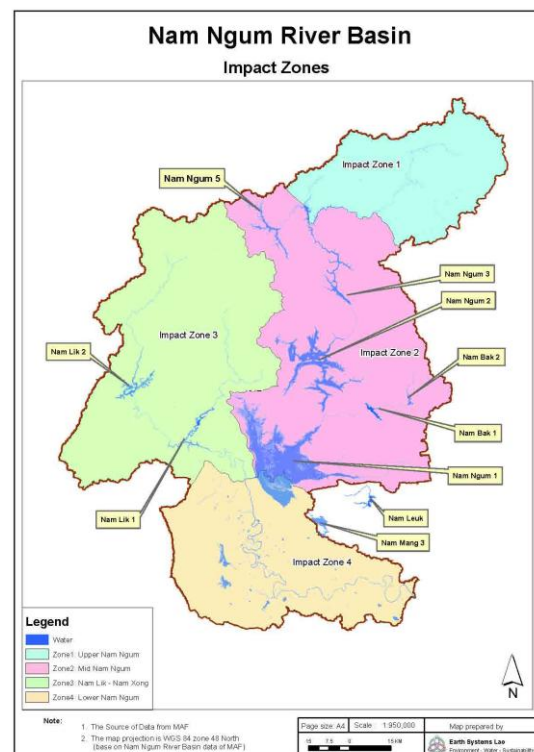 Nam Ngum River Basin
Impact Zones
Impact Zone 1
Nam Ngum 5
Nam Ngum 3
Nam Ngum 2
Impact Zone 3
Impact Zone 2
Nam Lik 2
Nam Bak 2
Nam Bak 1
Nam Ngum 1
Nam Lik 1
Nam Leuk
Nam Mang 3
Impact Zone 4
Legend
Water
Zone1: Upper Nam Ngum
Zone2: Mid Nam Ngum
Zone3: Nam Lik - Nam Xong
Zone4: Lower Nam Ngum
N
Note:
1. The Source of Data from MAF
2. The map projection is WGS 84 zone 48 North
(base on Nam Ngum River Basin data of MAF)
Page size: A4 Scale 1:950,000 Map prepared by
15 7.5 0 15 KM
Earth Systems Lao
Environment - Water - Sustainability